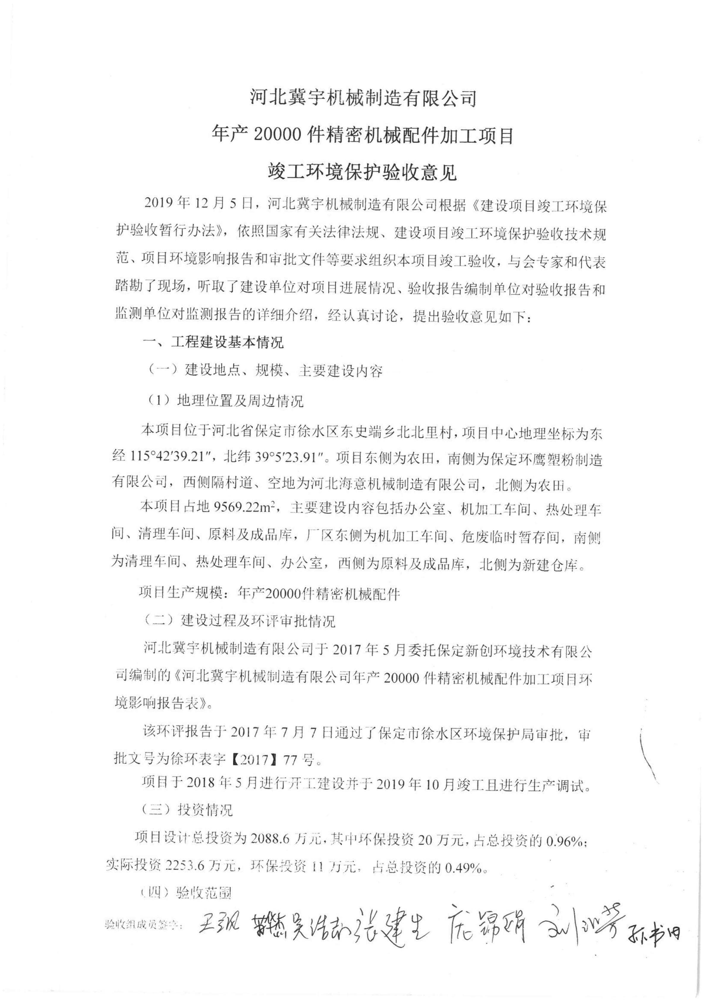 河北冀宇机械制造有限公司
年产 20000 件精密机械配件加工项目
竣工环境保护验收意见
2019 年 12 月 5 日，河北冀宇机械制造有限公司根据《建设项目竣工环境保
护验收暂行办法》，依照国家有关法律法规、建设项目竣工环境保护验收技术规
范、项目环境影响报告和审批文件等要求组织本项目竣工验收，与会专家和代表
踏勘了现场，听取了建设单位对项目进展情况、验收报告编制单位对验收报告和
监测单位对监测报告的详细介绍，经认真讨论，提出验收意见如下：
一、工程建设基本情况
（一）建设地点、规模、主要建设内容
（1）地理位置及周边情况
本项目位于河北省保定市徐水区东史端乡北北里村，项目中心地理坐标为东
经 115°42′39.21″，北纬 39°5′23.91″。项目东侧为农田，南侧为保定环鹰塑粉制造
有限公司，西侧隔村道、空地为河北海意机械制造有限公司，北侧为农田。
本项目占地 9569.22m²，主要建设内容包括办公室、机加工车间、热处理车
间、清理车间、原料及成品库，厂区东侧为机加工车间、危废临时暂存间，南侧
为清理车间、热处理车间、办公室，西侧为原料及成品库，北侧为新建仓库。
项目生产规模：年产20000件精密机械配件
（二）建设过程及环评审批情况
河北冀宇机械制造有限公司于 2017 年 5 月委托保定新创环境技术有限公
司编制的《河北冀宇机械制造有限公司年产 20000 件精密机械配件加工项目环
境影响报告表》。
该环评报告于 2017 年 7 月 7 日通过了保定市徐水区环境保护局审批，审
批文号为徐环表字【2017】77 号。
项目于 2018 年 5 月进行开工建设并于 2019 年 10 月竣工且进行生产调试。
（三）投资情况
项目设计总投资为 2088.6 万元，其中环保投资 20 万元，占总投资的 0.96%；
实际投资 2253.6 万元，环保投资 11 万元，占总投资的 0.49%。
（四）验收范围
验收组成员签字： 张建生